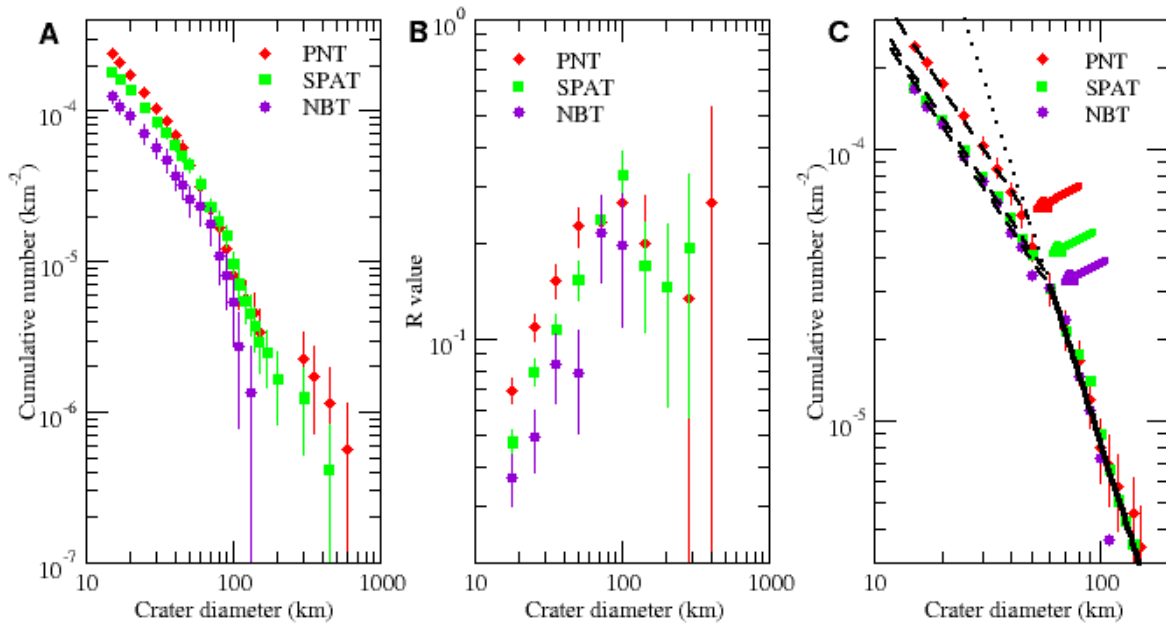 A
PNT
SPAT
NBT
10^-4
10^-5
10^-6
10^-7
Cumulative number (km^-2)
10 100 1000
Crater diameter (km)
B
PNT
SPAT
NBT
10^0
10^-1
R value
10 100 1000
Crater diameter (km)
C
PNT
SPAT
NBT
10^-4
10^-5
Cumulative number (km^-2)
10 100
Crater diameter (km)